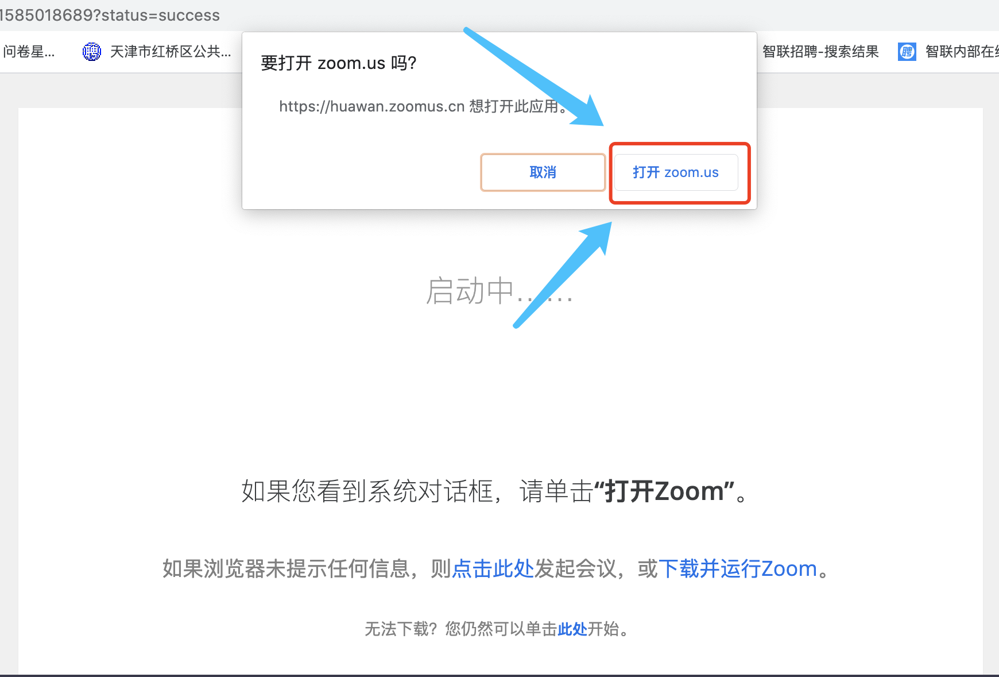 1585018689?status=success
问卷星...
天津市红桥区公共...
智联招聘-搜索结果
智联内部在线
要打开 zoom.us 吗?
https://huawan.zoomus.cn 想打开此应用。
取消
打开 zoom.us
启动中......
如果您看到系统对话框，请单击“打开Zoom”。
如果浏览器未提示任何信息，则点击此处发起会议，或下载并运行Zoom。
无法下载？您仍然可以单击此处开始。